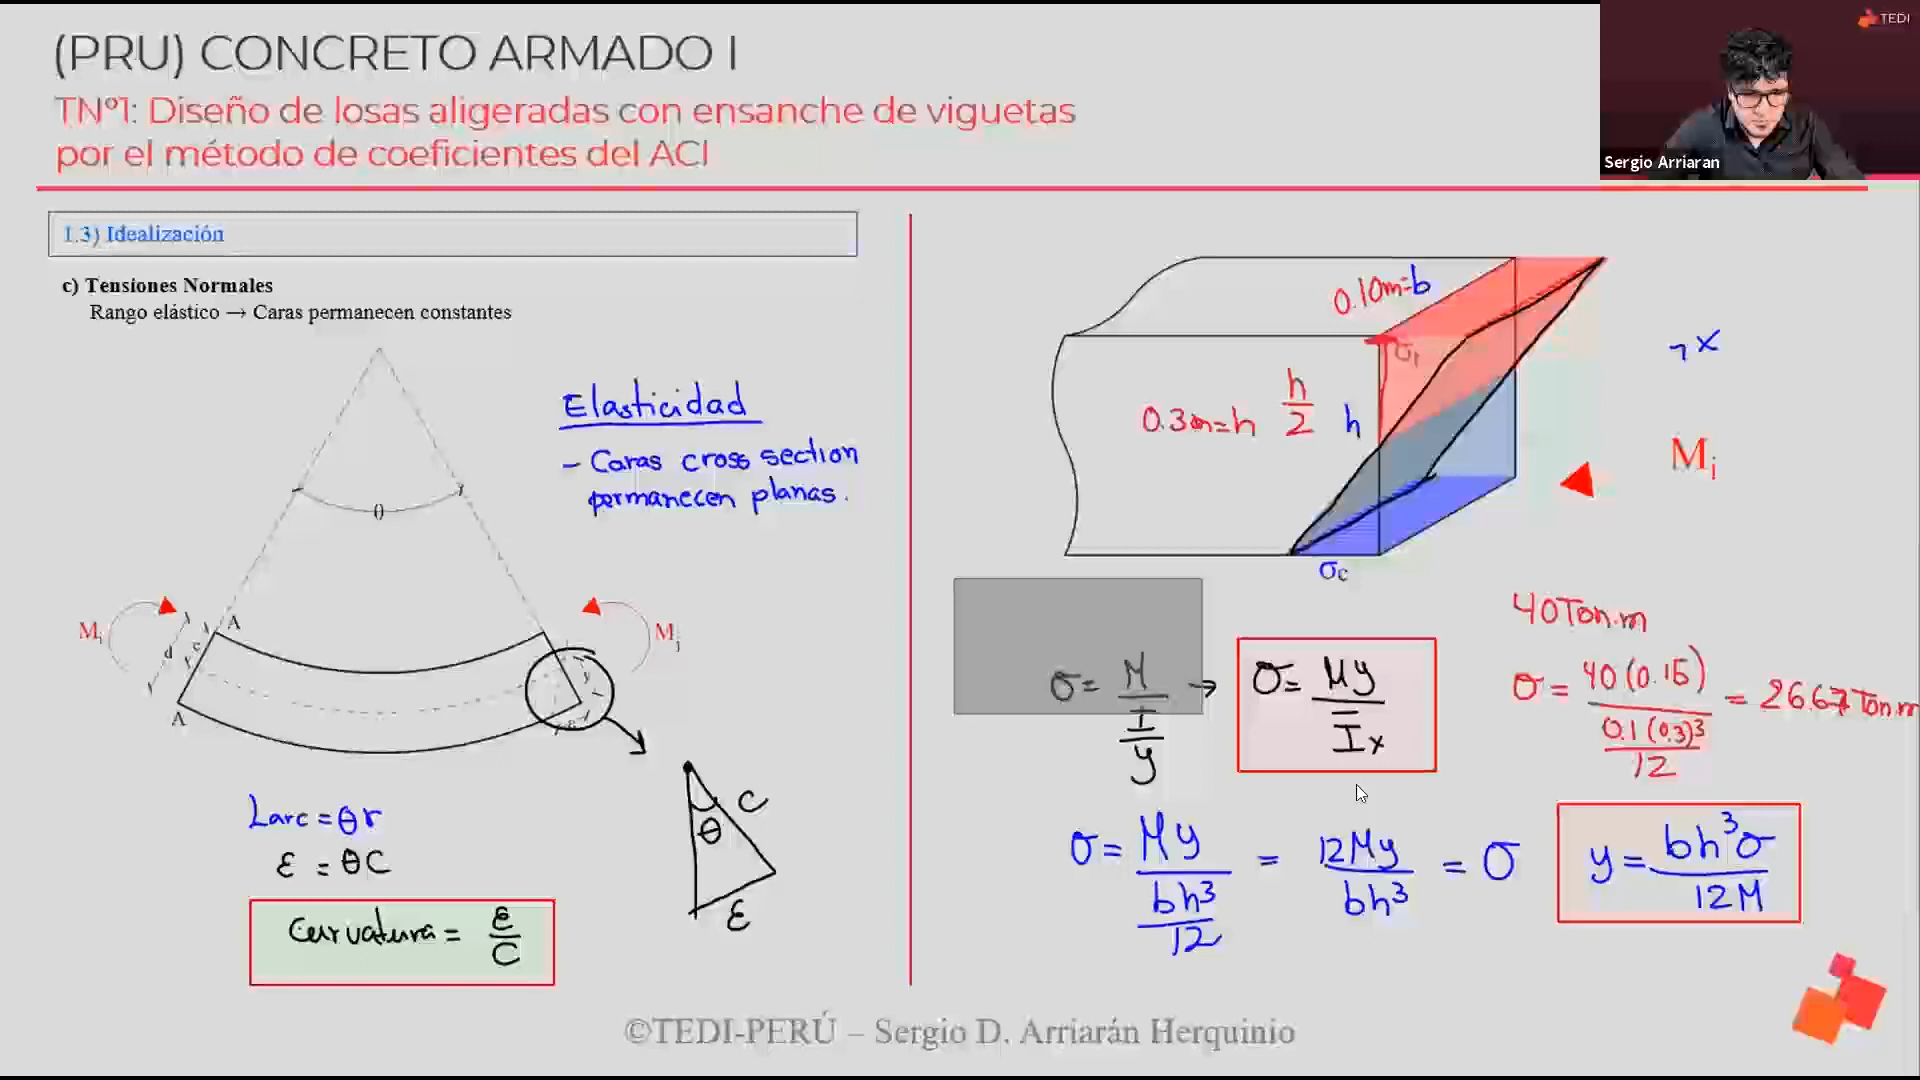 (PRU) CONCRETO ARMADO I
TN°1: Diseño de losas aligeradas con ensanche de viguetas
por el método de coeficientes del ACI
TEDI
Sergio Arriaran
1.3) Idealización
c) Tensiones Normales
Rango elástico → Caras permanecen constantes
θ
Elasticidad
- Caras cross section
permanecen planas.
M
A
d
c
A
y
ε
M
Larc = θr
ε = θC
Curvatura = ε/C
C
θ
ε
0.10m=b
σ
0.3m=h
h/2
h
x
Mi
σc
σ= M/(I/y) →
σ= My/Ix
40Ton.m
σ = 40(0.15)/(0.1(0.3)³/12) = 26.67Ton.m
σ= My/(bh³/12) = 12My/bh³ = σ
y= bh³σ/12M
©TEDI-PERÚ – Sergio D. Arriarán Herquinio